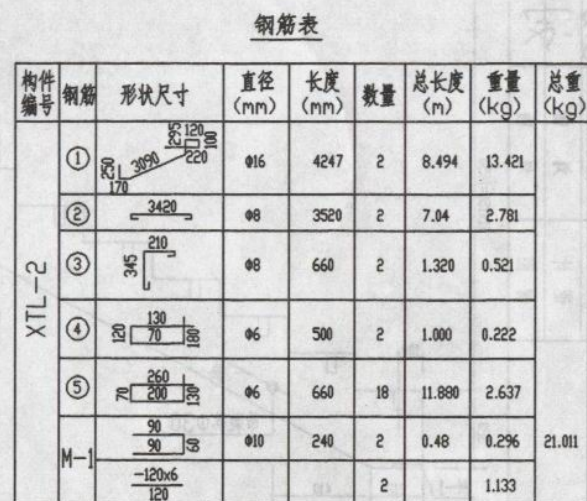 钢筋表
构件编号 钢筋 形状尺寸 直径(mm) 长度(mm) 数量 总长度(m) 重量(kg) 总重(kg)
XTL-2
① 250 170 3090 295 120 100 220 Φ16 4247 2 8.494 13.421
② 3420 Φ8 3520 2 7.04 2.781
③ 210 345 Φ8 660 2 1.320 0.521
④ 130 120 70 180 Φ6 500 2 1.000 0.222
⑤ 260 70 200 130 Φ6 660 18 11.880 2.637
M-1 90 90 60 Φ10 240 2 0.48 0.296 21.011
-120x6 120 2 1.133